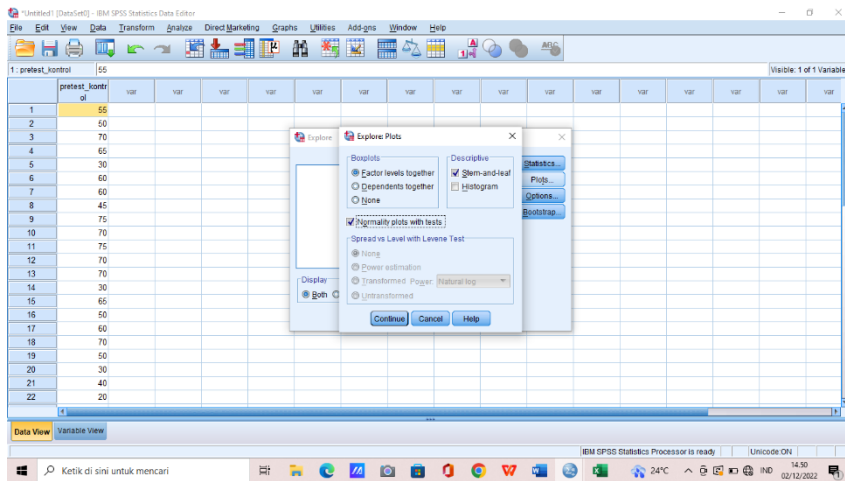 *Untitled1 [DataSet0] - IBM SPSS Statistics Data Editor
File Edit View Data Transform Analyze Direct Marketing Graphs Utilities Add-ons Window Help
1 : pretest_kontrol 55 Visible: 1 of 1 Variable
pretest_kontr
ol var var var var var var var var var var var var var var var
1 55
2 50
3 70
4 65
5 30
6 60
7 60
8 45
9 75
10 70
11 75
12 70
13 70
14 30
15 65
16 50
17 60
18 70
19 50
20 30
21 40
22 20
Explore
Display
Both
Statistics...
Plots...
Options...
Bootstrap...
Explore: Plots
Boxplots
Factor levels together
Dependents together
None
Descriptive
Stem-and-leaf
Histogram
Normality plots with tests
Spread vs Level with Levene Test
None
Power estimation
Transformed Power: Natural log
Untransformed
Continue Cancel Help
Data View Variable View
IBM SPSS Statistics Processor is ready Unicode:ON
Ketik di sini untuk mencari
24°C IND 14.50
02/12/2022